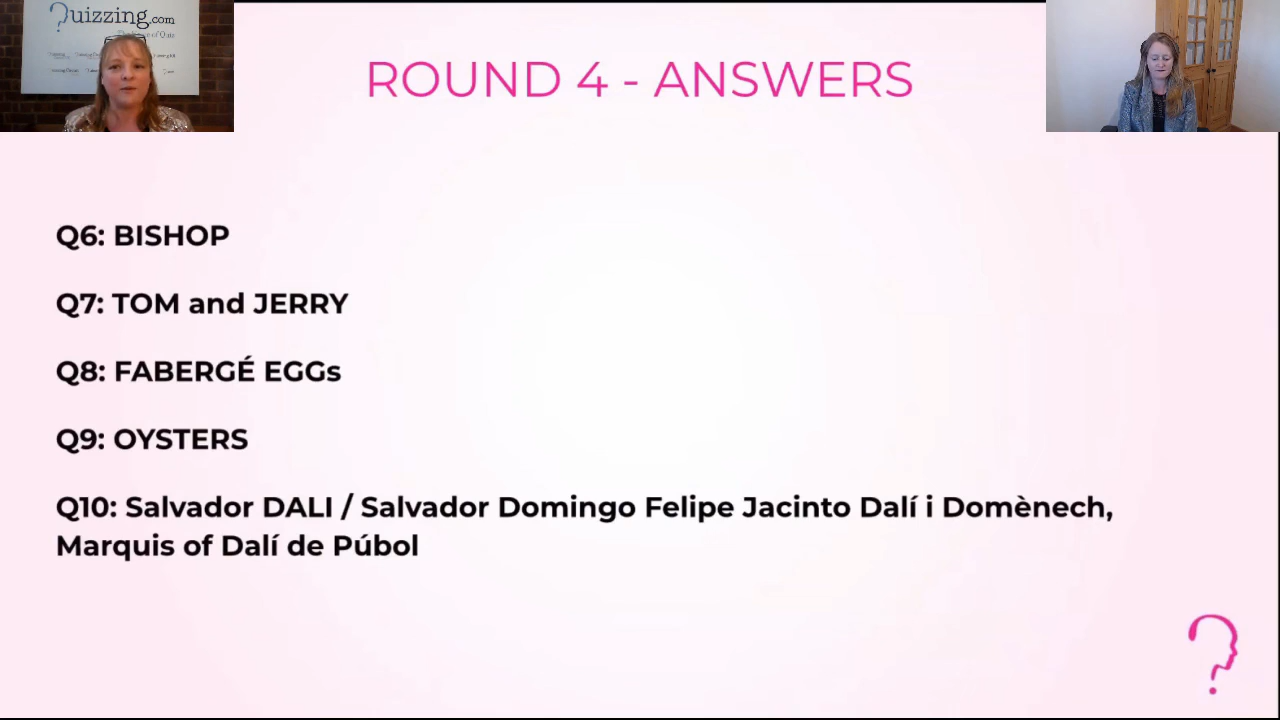 Quizzing.com
ROUND 4 - ANSWERS
Q6: BISHOP
Q7: TOM and JERRY
Q8: FABERGÉ EGGs
Q9: OYSTERS
Q10: Salvador DALI / Salvador Domingo Felipe Jacinto Dalí i Domènech,
Marquis of Dalí de Púbol